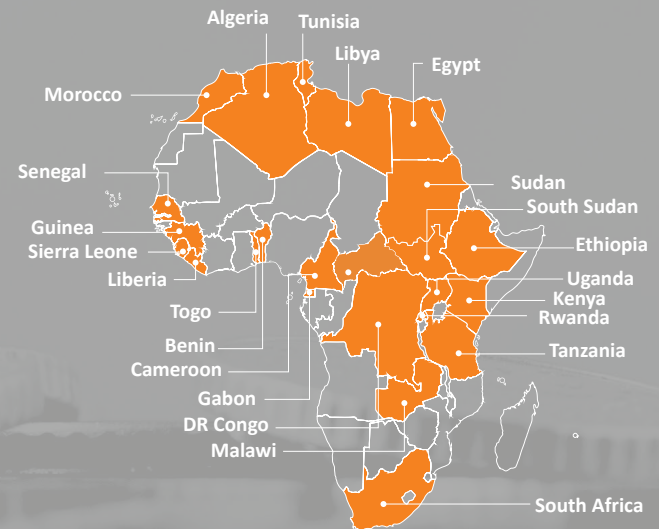 Algeria
Tunisia
Libya
Egypt
Morocco
Senegal
Sudan
South Sudan
Guinea
Ethiopia
Sierra Leone
Liberia
Uganda
Kenya
Togo
Rwanda
Benin
Tanzania
Cameroon
Gabon
DR Congo
Malawi
South Africa